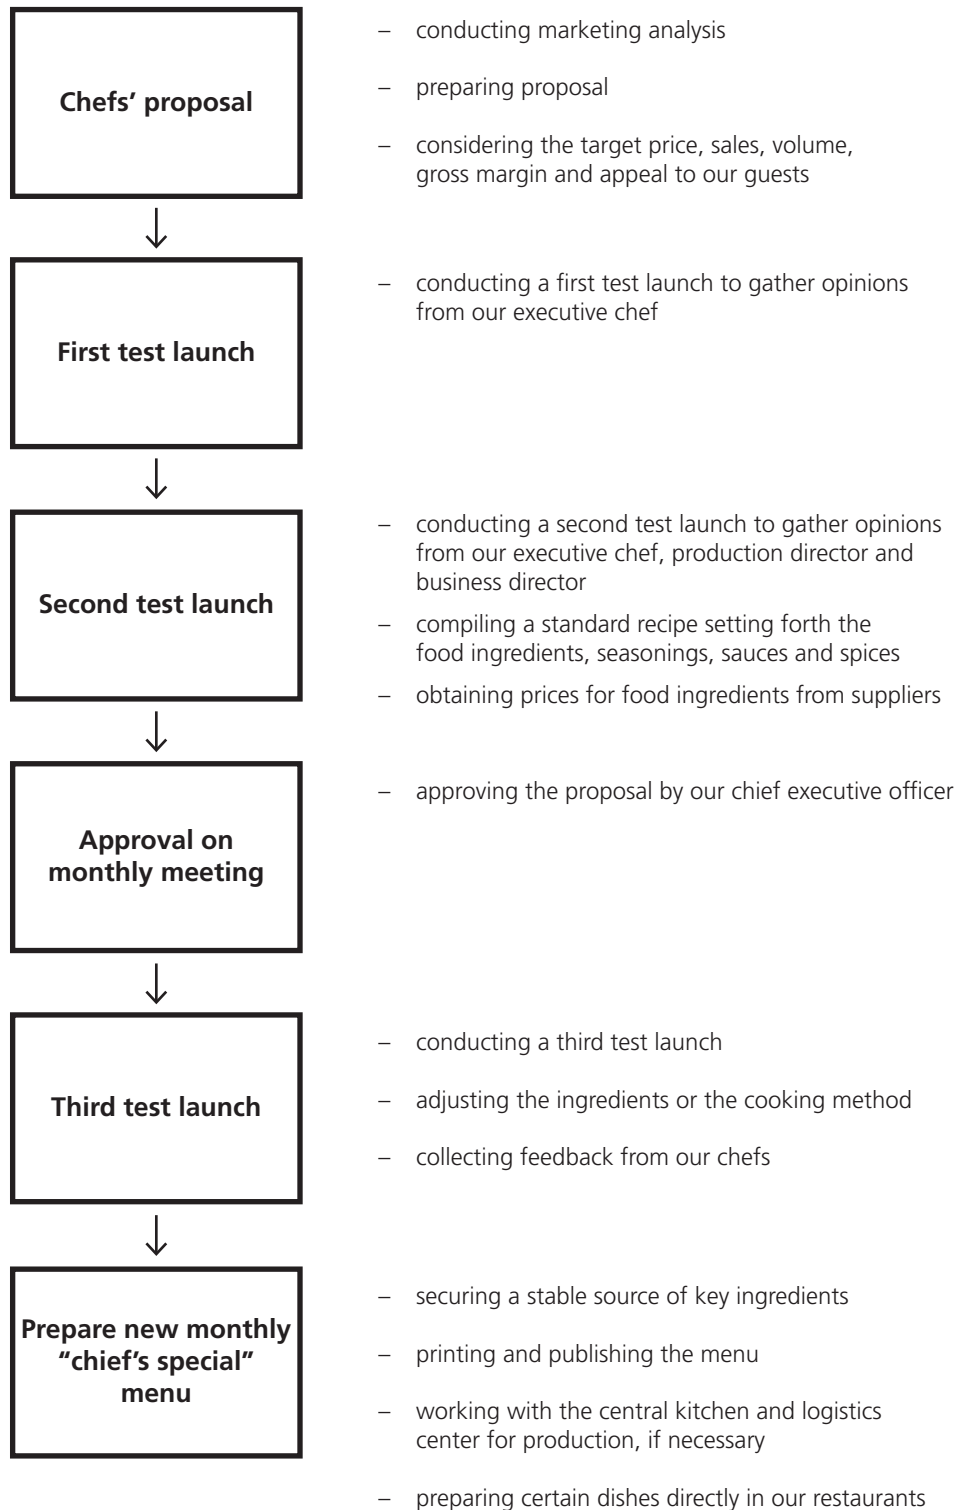 Chefs’ proposal
– conducting marketing analysis
– preparing proposal
– considering the target price, sales, volume,
gross margin and appeal to our guests
First test launch
– conducting a first test launch to gather opinions
from our executive chef
Second test launch
– conducting a second test launch to gather opinions
from our executive chef, production director and
business director
– compiling a standard recipe setting forth the
food ingredients, seasonings, sauces and spices
– obtaining prices for food ingredients from suppliers
Approval on
monthly meeting
– approving the proposal by our chief executive officer
Third test launch
– conducting a third test launch
– adjusting the ingredients or the cooking method
– collecting feedback from our chefs
Prepare new monthly
“chief’s special”
menu
– securing a stable source of key ingredients
– printing and publishing the menu
– working with the central kitchen and logistics
center for production, if necessary
– preparing certain dishes directly in our restaurants